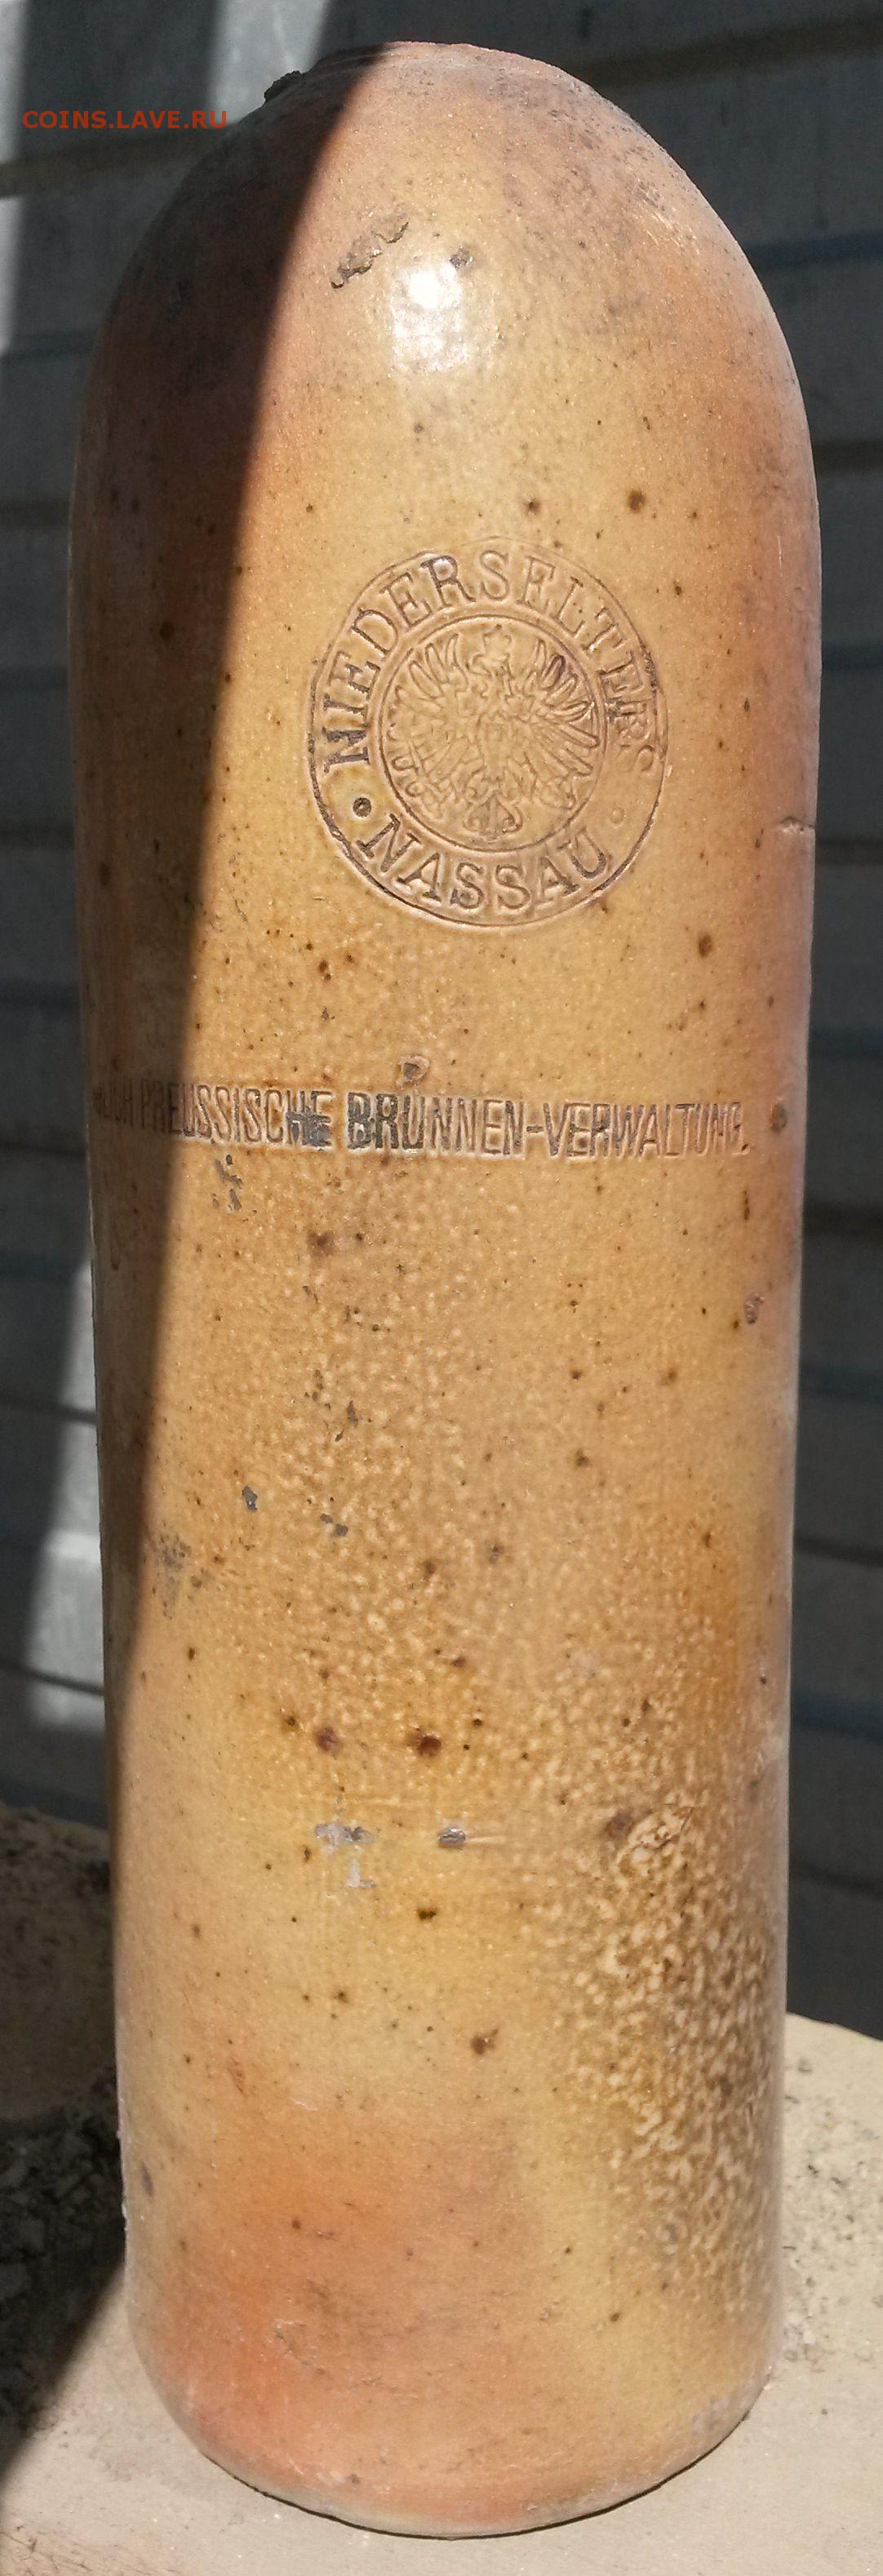 COINS.LAVE.RU
NIEDERSELTERS
• NASSAU •
PREUSSISCHE BRUNNEN-VERWALTUNG.